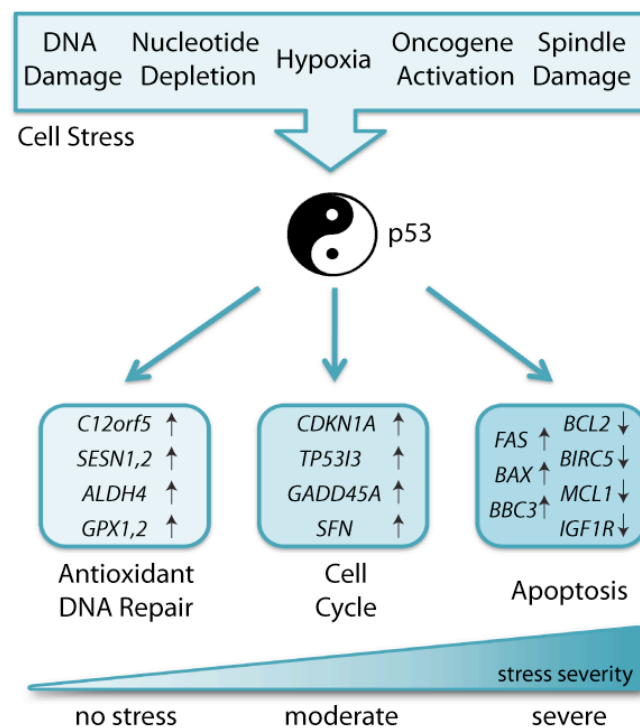 DNA Damage
Nucleotide Depletion
Hypoxia
Oncogene Activation
Spindle Damage
Cell Stress
p53
C12orf5 ↑
SESN1,2 ↑
ALDH4 ↑
GPX1,2 ↑
Antioxidant
DNA Repair
CDKN1A ↑
TP53I3 ↑
GADD45A ↑
SFN ↑
Cell
Cycle
FAS ↑
BAX ↑
BBC3 ↑
BCL2 ↓
BIRC5 ↓
MCL1 ↓
IGF1R ↓
Apoptosis
stress severity
no stress
moderate
severe